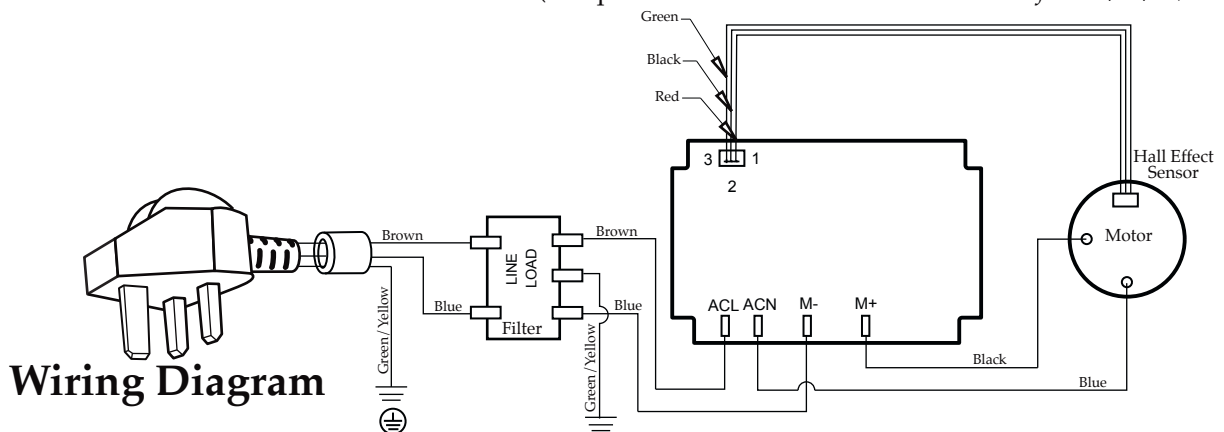 Green
Black
Red
3 1
2
Hall Effect
Sensor
Motor
Brown
Brown
LINE
LOAD
Blue
Blue
Filter
Green/Yellow
Green/Yellow
ACL ACN M- M+
Black
Blue
Wiring Diagram